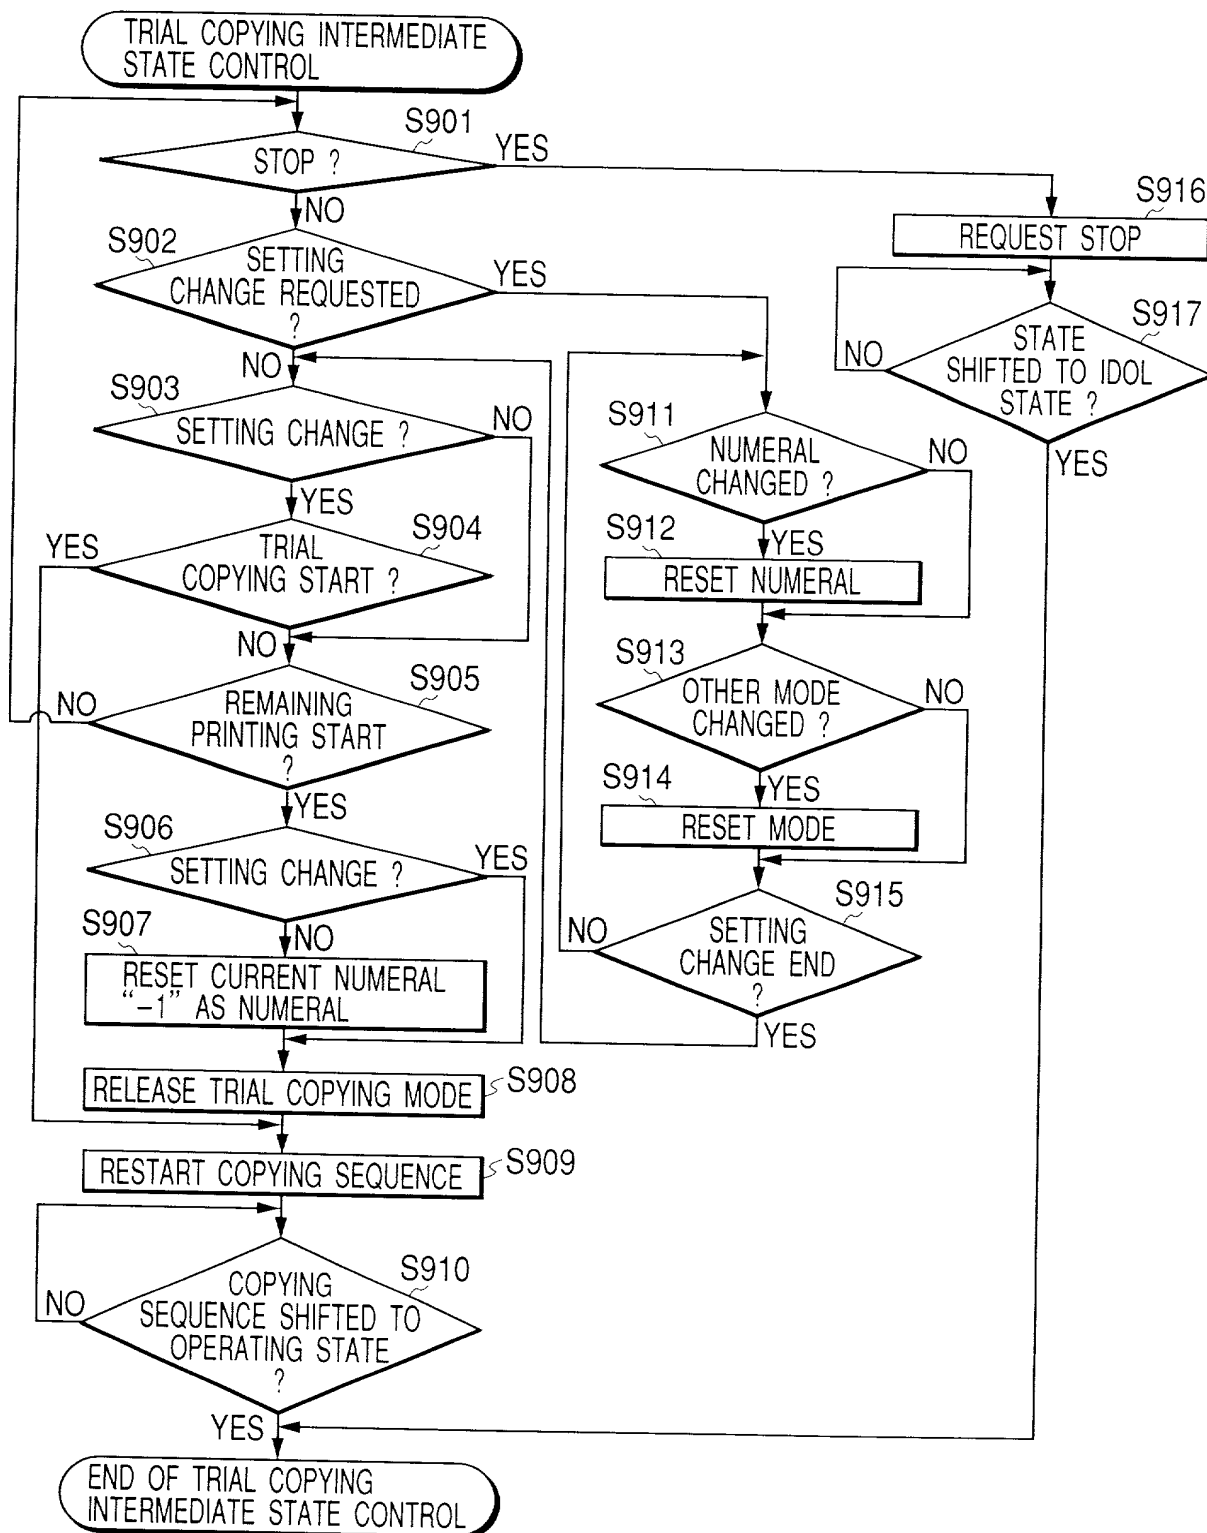 TRIAL COPYING INTERMEDIATE
STATE CONTROL
S901
STOP ?
YES
NO
S916
REQUEST STOP
S902
SETTING
CHANGE REQUESTED
?
YES
NO
S917
STATE
SHIFTED TO IDOL
STATE ?
NO
YES
S903
SETTING CHANGE ?
NO
YES
S911
NUMERAL
CHANGED ?
NO
YES
S904
TRIAL
COPYING START ?
YES
NO
S912
RESET NUMERAL
S905
REMAINING
PRINTING START
?
NO
YES
S913
OTHER MODE
CHANGED ?
NO
YES
S914
RESET MODE
S906
SETTING CHANGE ?
YES
NO
S915
SETTING
CHANGE END
?
NO
YES
S907
RESET CURRENT NUMERAL
“-1” AS NUMERAL
RELEASE TRIAL COPYING MODE
S908
RESTART COPYING SEQUENCE
S909
S910
COPYING
SEQUENCE SHIFTED TO
OPERATING STATE
?
NO
YES
END OF TRIAL COPYING
INTERMEDIATE STATE CONTROL